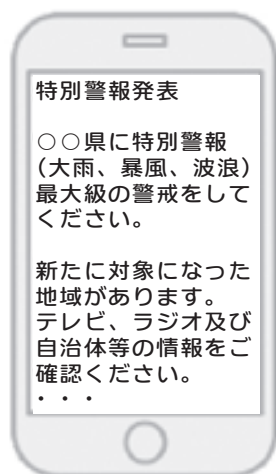 特別警報発表
○○県に特別警報
（大雨、暴風、波浪）
最大級の警戒をして
ください。
新たに対象になった
地域があります。
テレビ、ラジオ及び
自治体等の情報をご
確認ください。
・・・